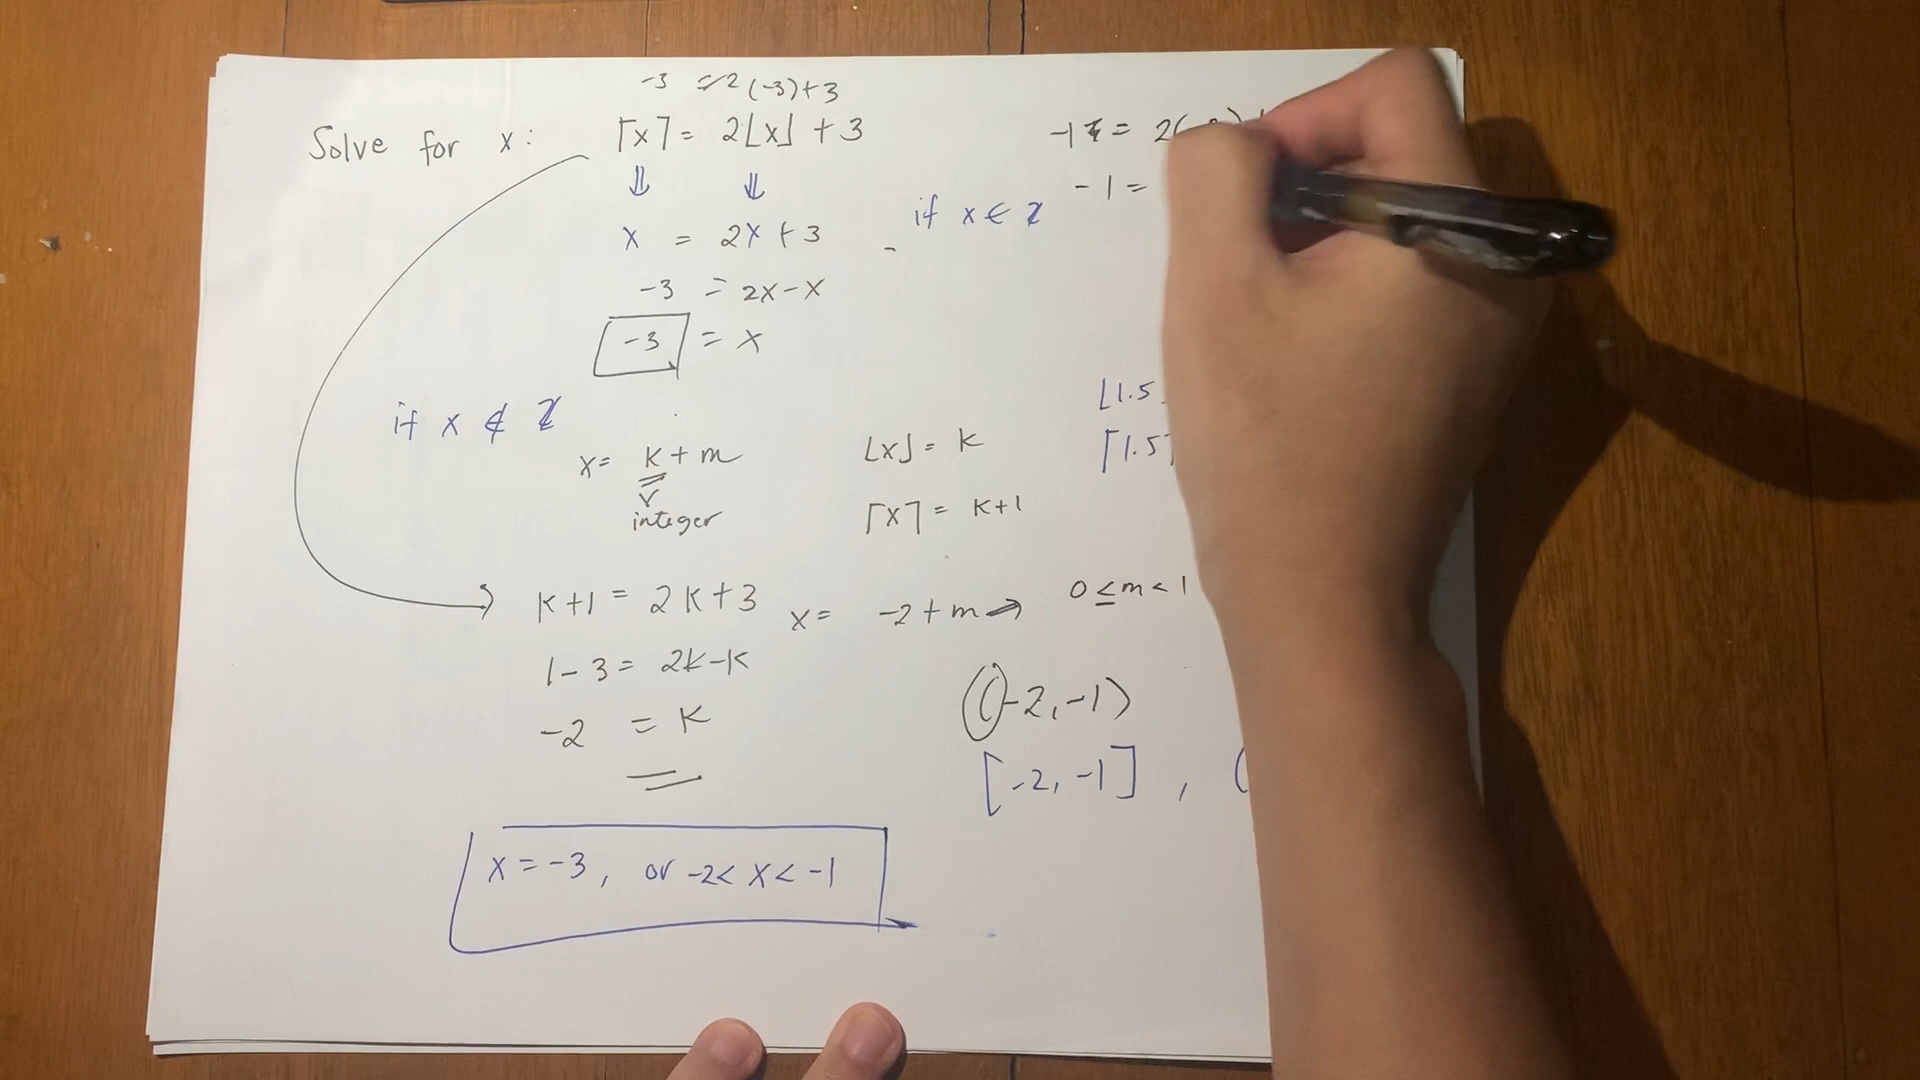 -3 = 2(-3)+3
Solve for x: ⌈x⌉ = 2⌊x⌋ + 3
⇓ ⇓
x = 2x + 3 if x ∈ ℤ
-3 = 2x-x
-3 = x
-1 = 2(
-1 =
if x ∉ ℤ
x = k + m
integer
⌊x⌋ = k
⌈x⌉ = k+1
⌊1.5
⌈1.5⌉
k+1 = 2k+3
1-3 = 2k-k
-2 = k
x = -2+m → 0≤m<1
(-2,-1)
[-2,-1] , (
x = -3, or -2< x < -1